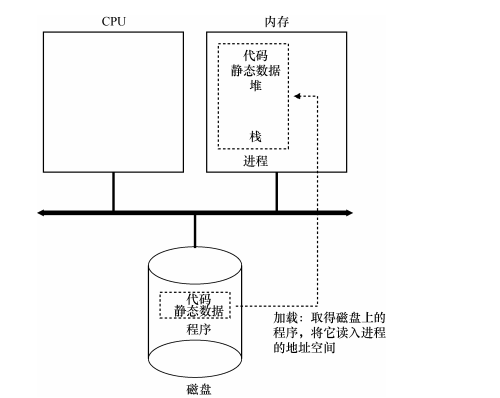 CPU
内存
代码
静态数据
堆
栈
进程
代码
静态数据
程序
加载：取得磁盘上的
程序，将它读入进程
的地址空间
磁盘